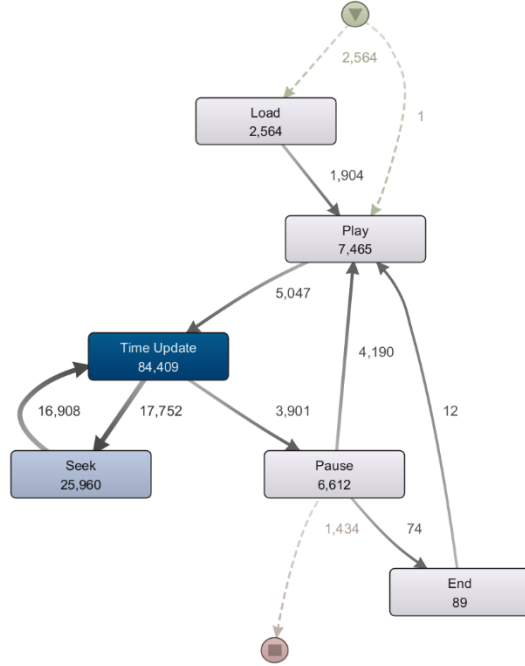 2,564
Load
2,564
1
1,904
Play
7,465
5,047
Time Update
84,409
4,190
16,908
17,752
3,901
12
Seek
25,960
Pause
6,612
1,434
74
End
89